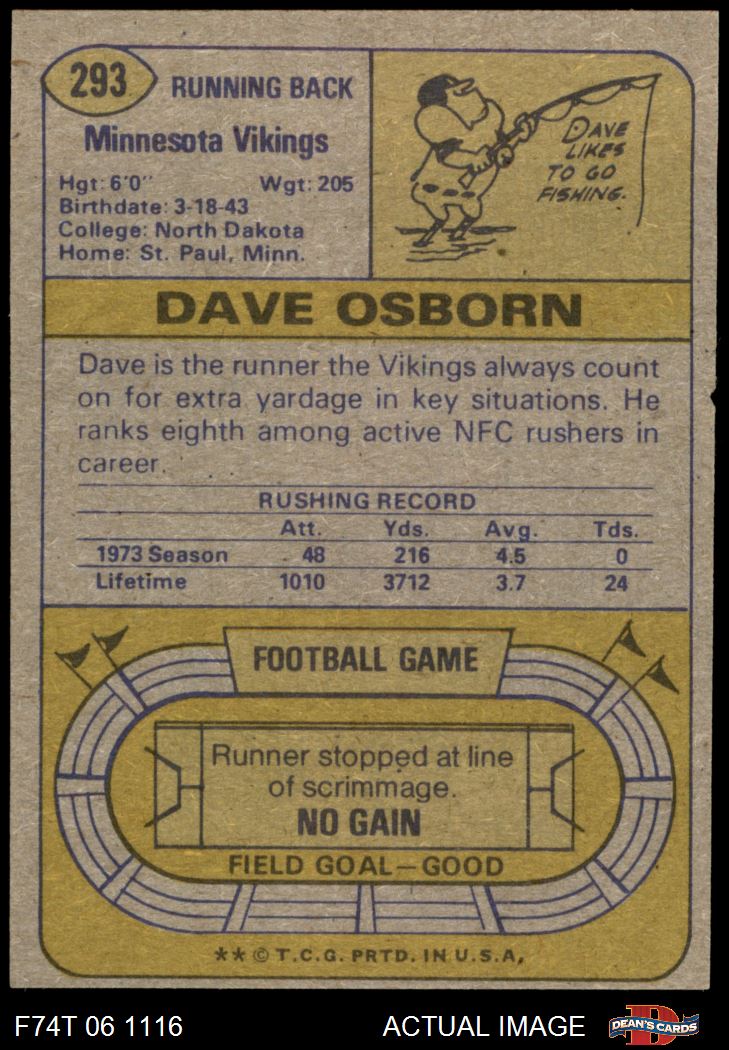 293
RUNNING BACK
Minnesota Vikings
Hgt: 6'0" Wgt: 205
Birthdate: 3-18-43
College: North Dakota
Home: St. Paul, Minn.
DAVE
LIKES
TO GO
FISHING.
DAVE OSBORN
Dave is the runner the Vikings always count
on for extra yardage in key situations. He
ranks eighth among active NFC rushers in
career.
RUSHING RECORD
Att. Yds. Avg. Tds.
1973 Season 48 216 4.5 0
Lifetime 1010 3712 3.7 24
FOOTBALL GAME
Runner stopped at line
of scrimmage.
NO GAIN
FIELD GOAL—GOOD
** © T.C.G. PRTD. IN U.S.A.
F74T 06 1116 ACTUAL IMAGE DEAN'S CARDS